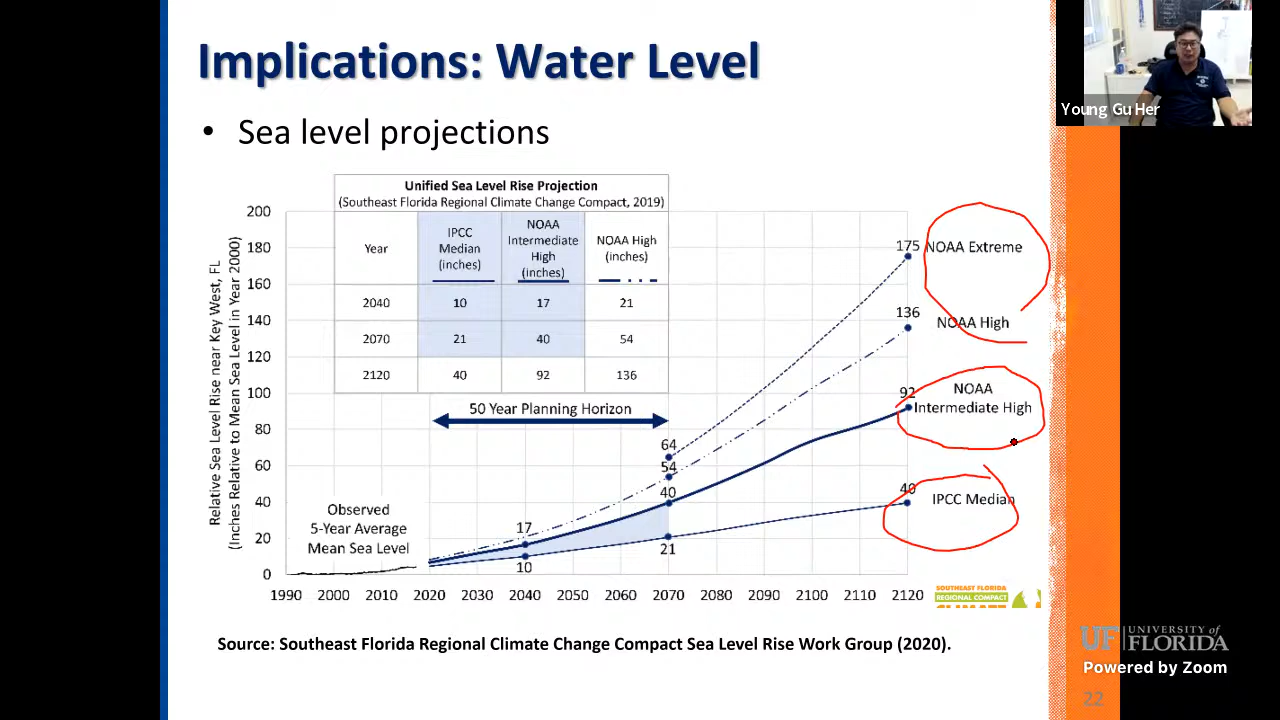 Implications: Water Level
Young Gu Her
• Sea level projections
Unified Sea Level Rise Projection
(Southeast Florida Regional Climate Change Compact, 2019)
Year
IPCC
Median
(inches)
NOAA
Intermediate
High
(inches)
NOAA High
(inches)
2040 10 17 21
2070 21 40 54
2120 40 92 136
50 Year Planning Horizon
Relative Sea Level Rise near Key West, FL
(Inches Relative to Mean Sea Level in Year 2000)
200
180
160
140
120
100
80
60
40
20
0
175 NOAA Extreme
136 NOAA High
92 NOAA
Intermediate High
40 IPCC Median
64
54
40
21
17
10
Observed
5-Year Average
Mean Sea Level
1990 2000 2010 2020 2030 2040 2050 2060 2070 2080 2090 2100 2110 2120
SOUTHEAST FLORIDA
REGIONAL COMPACT
CLIMATE
Source: Southeast Florida Regional Climate Change Compact Sea Level Rise Work Group (2020).
UF UNIVERSITY of
FLORIDA
Powered by Zoom
22